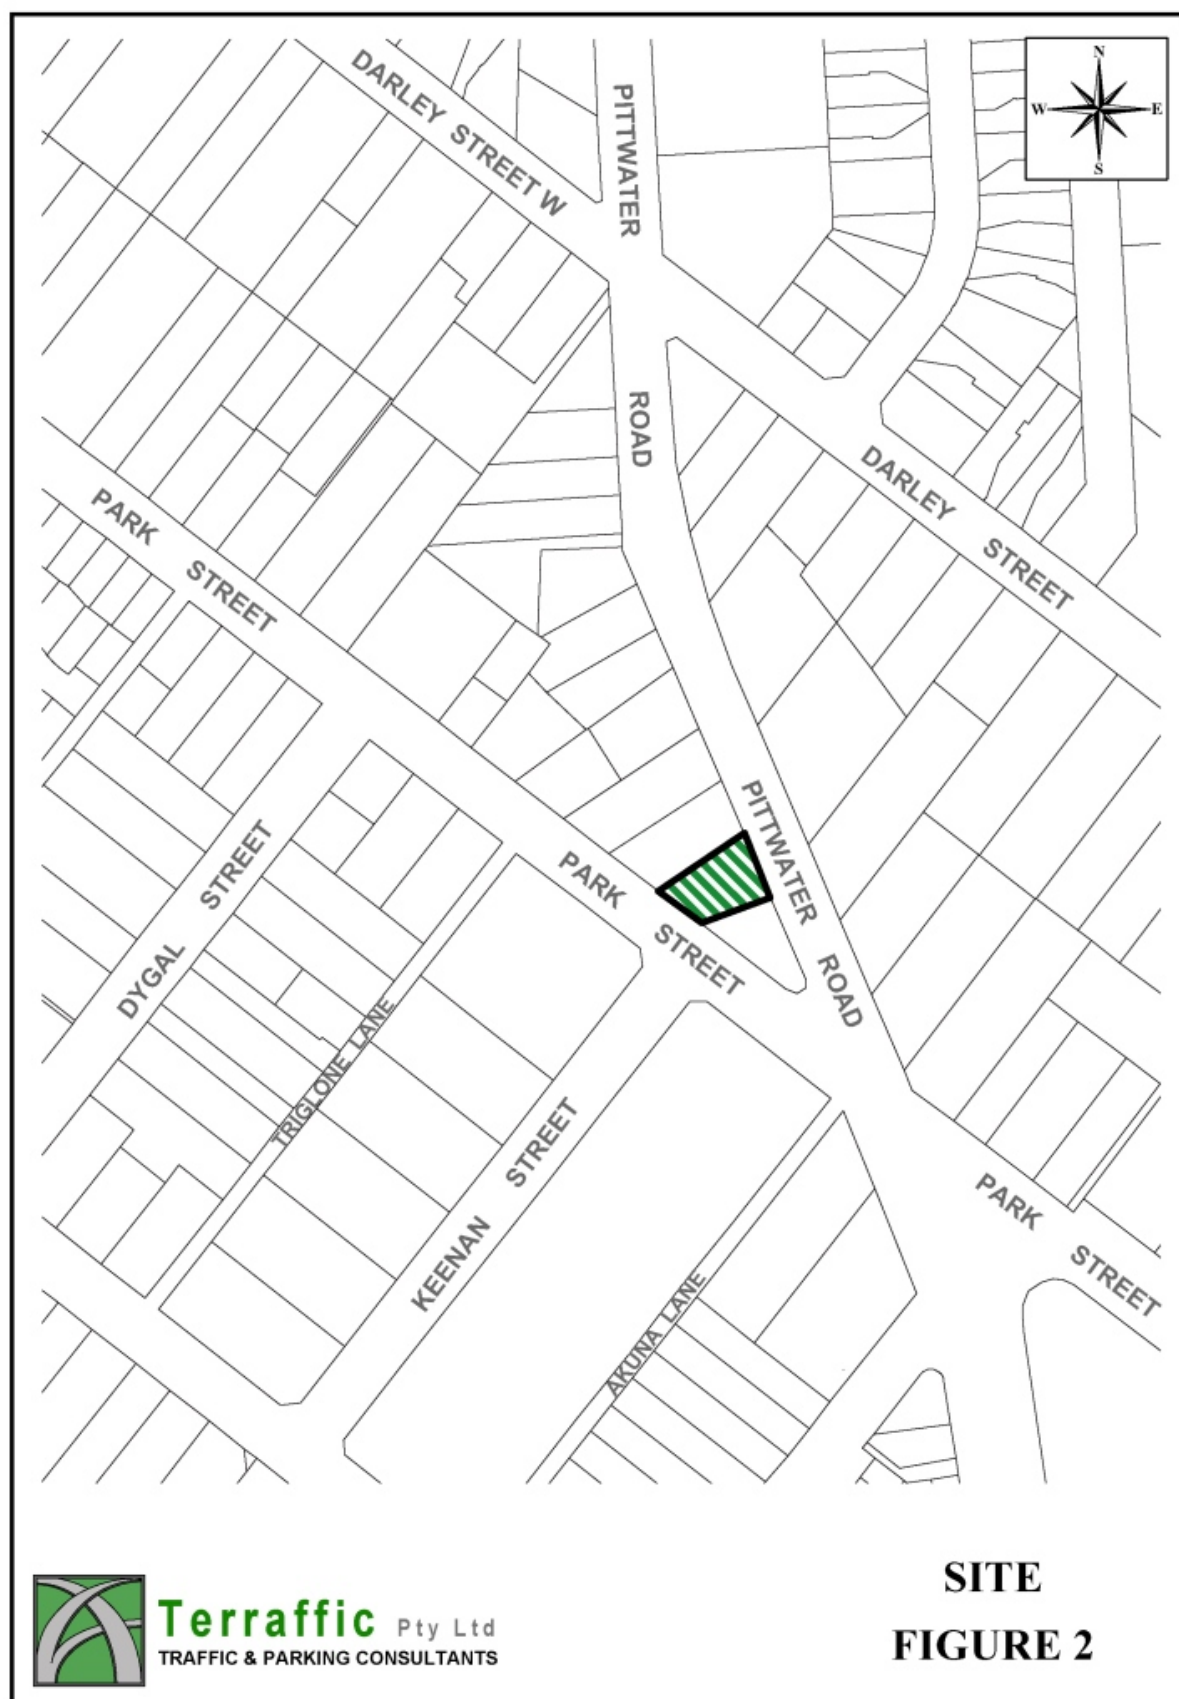 N
W E
S
DARLEY STREET W
PITTWATER
ROAD
DARLEY
STREET
PARK
STREET
PITTWATER
ROAD
PARK
STREET
DYGAL STREET
TRIGLONE LANE
KEENAN STREET
AKUNA LANE
PARK
STREET
SITE
FIGURE 2
Terraffic Pty Ltd
TRAFFIC & PARKING CONSULTANTS